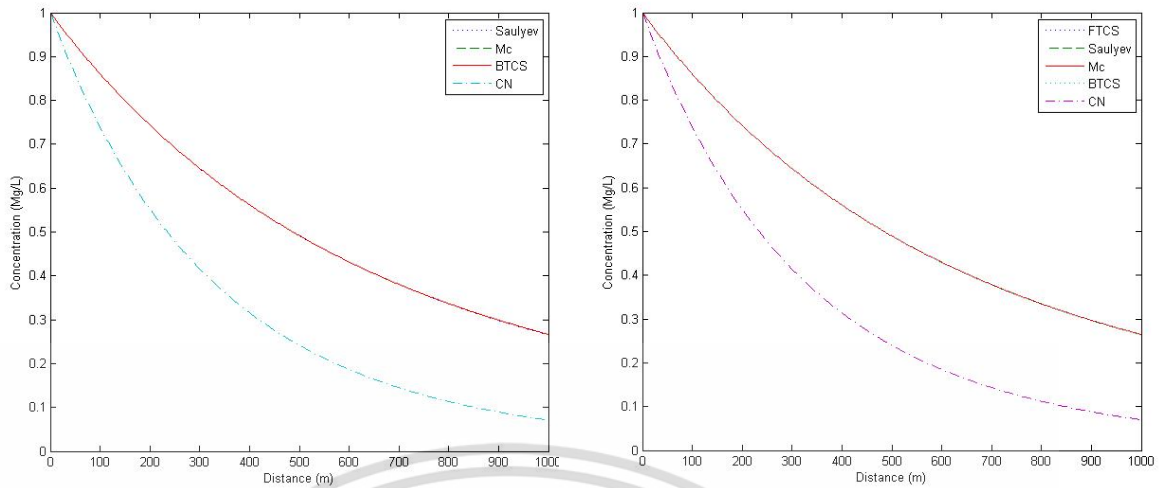 1
0.9
0.8
0.7
0.6
0.5
0.4
0.3
0.2
0.1
0
Concentration (Mg/L)
0 100 200 300 400 500 600 700 800 900 1000
Distance (m)
Saulyev
Mc
BTCS
CN
1
0.9
0.8
0.7
0.6
0.5
0.4
0.3
0.2
0.1
0
Concentration (Mg/L)
0 100 200 300 400 500 600 700 800 900 1000
Distance (m)
FTCS
Saulyev
Mc
BTCS
CN